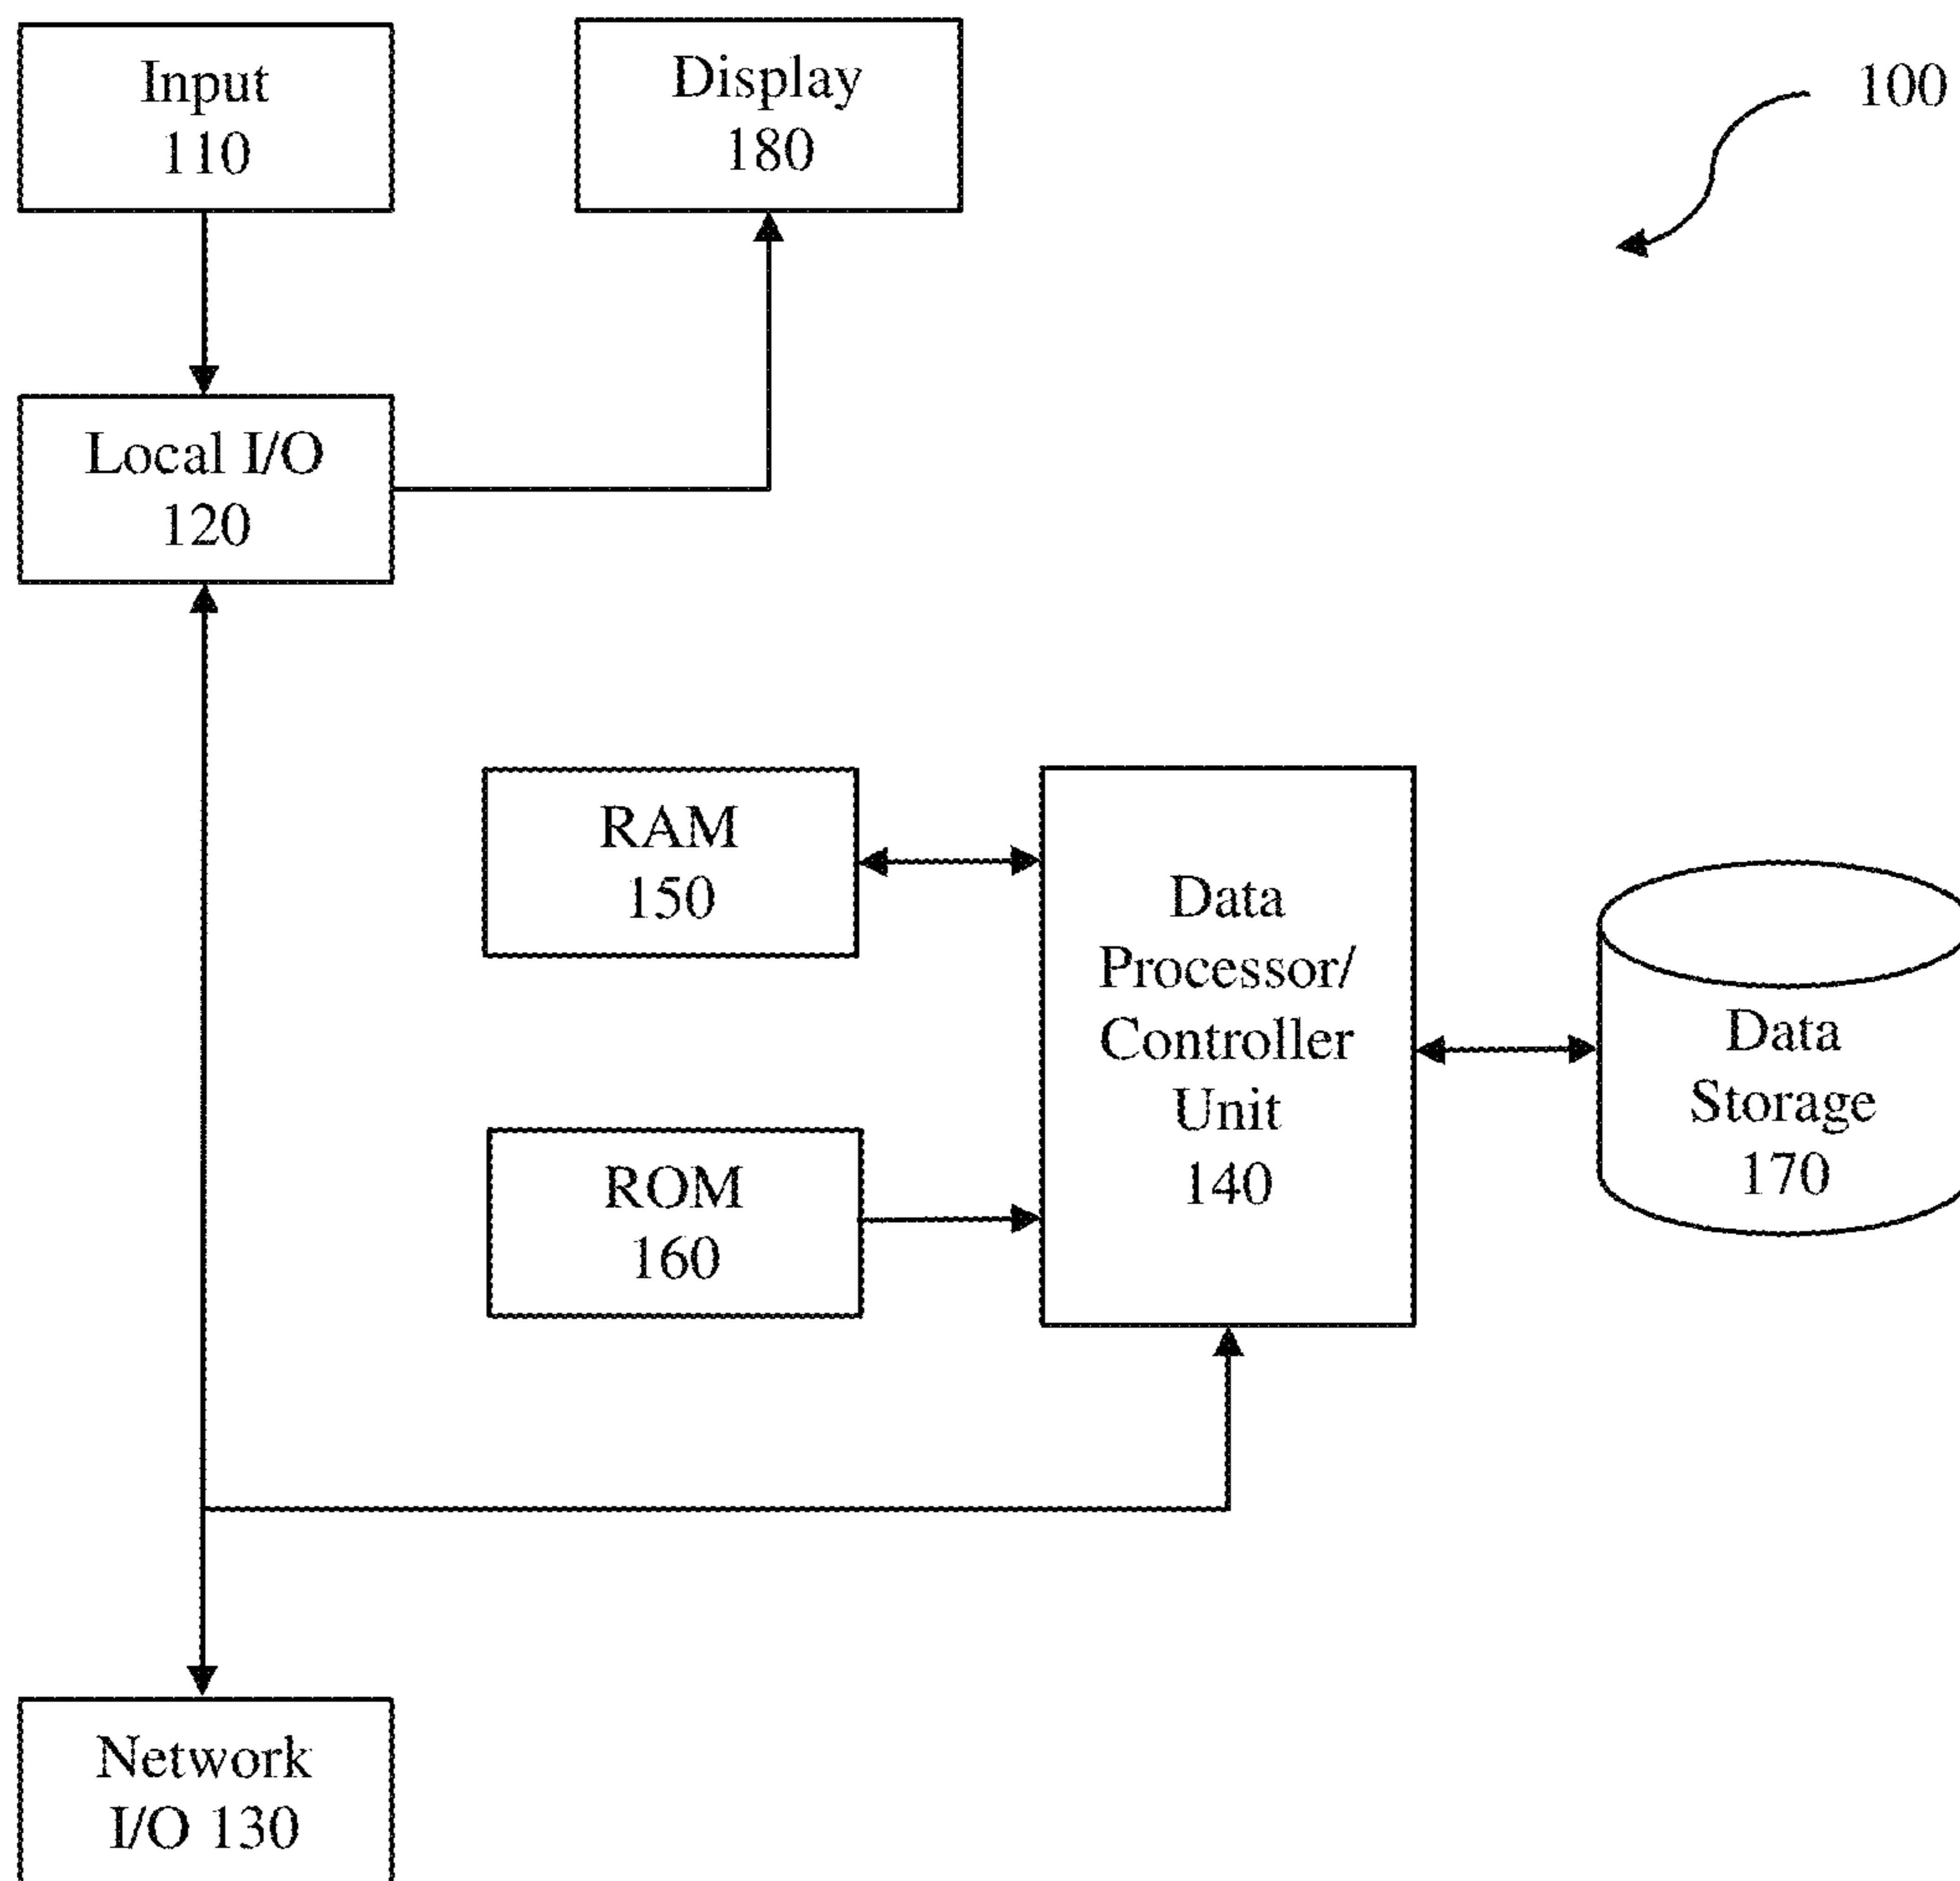 Input
110
Display
180
100
Local I/O
120
RAM
150
Data
Processor/
Controller
Unit
140
Data
Storage
170
ROM
160
Network
I/O 130